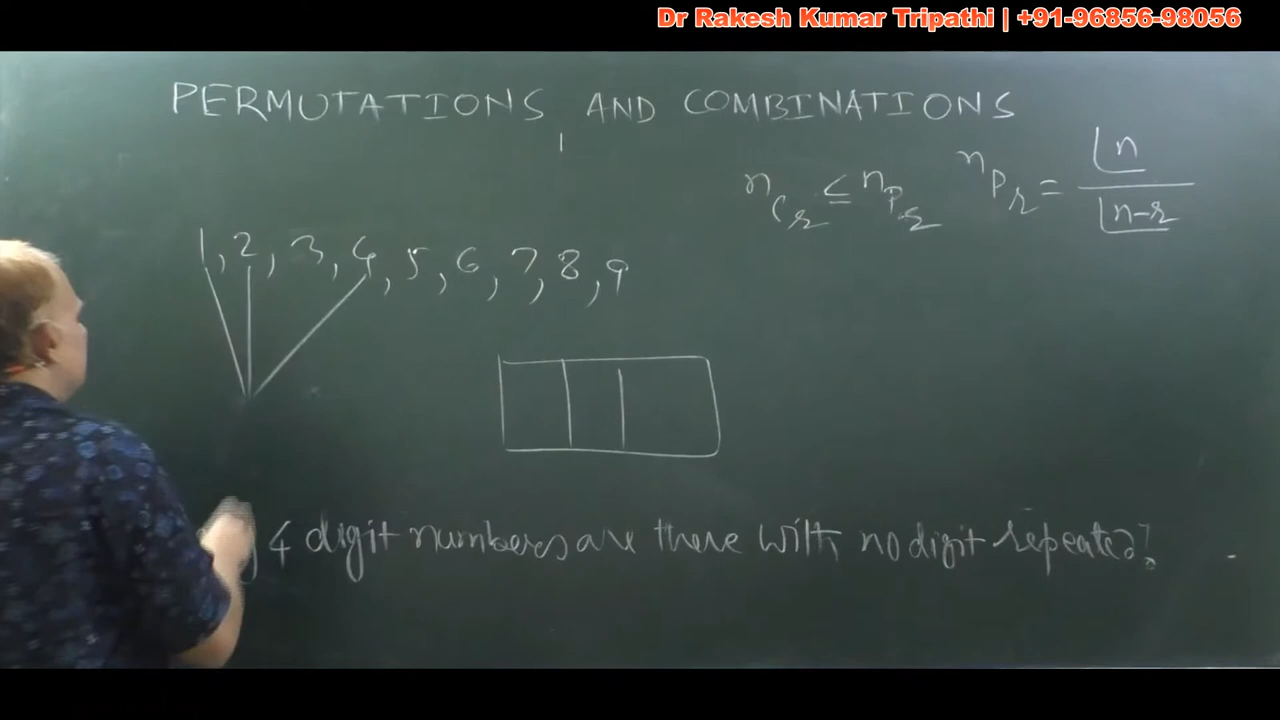 Dr Rakesh Kumar Tripathi | +91-96856-98056
PERMUTATIONS AND COMBINATIONS
nCr ≤ nPr nPr = ⌊n / ⌊n-r
1, 2, 3, 4, 5, 6, 7, 8, 9
4 digit numbers are there with no digit repeated?